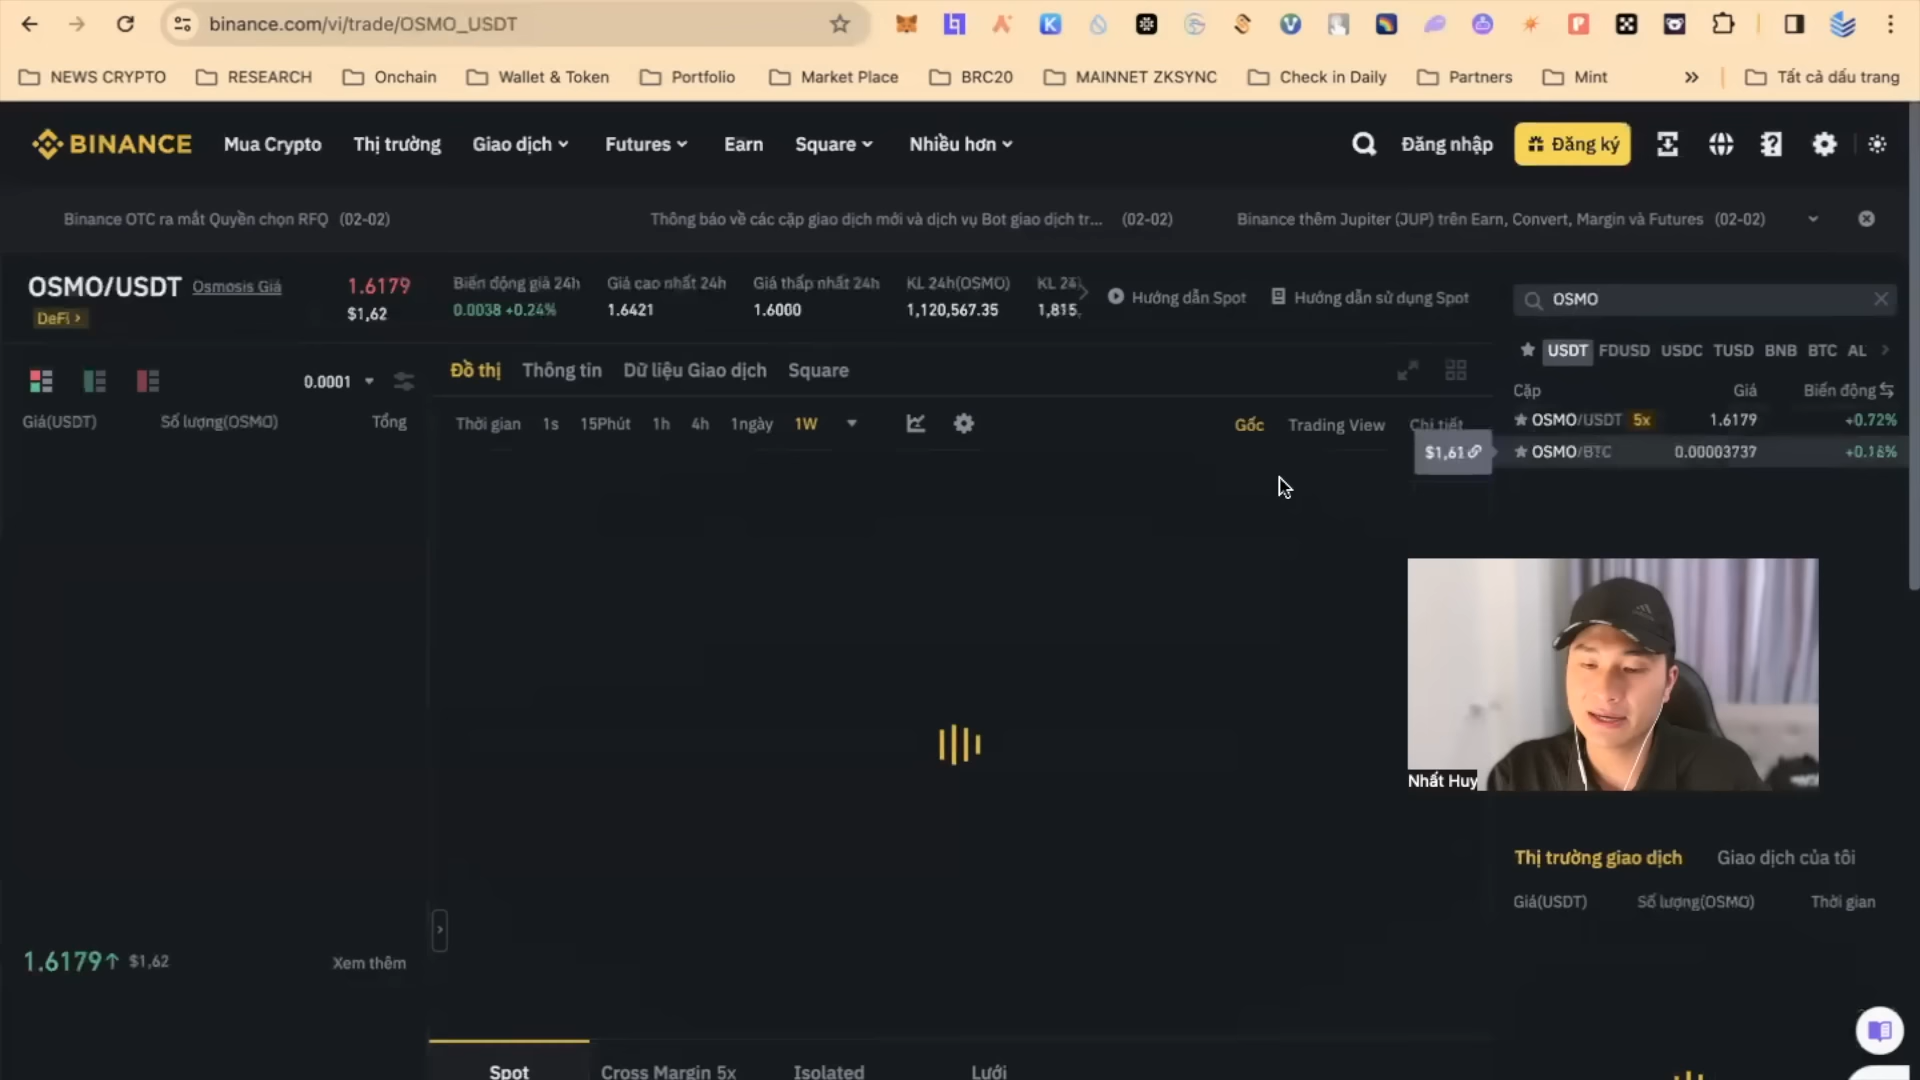 binance.com/vi/trade/OSMO_USDT
NEWS CRYPTO RESEARCH Onchain Wallet & Token Portfolio Market Place BRC20 MAINNET ZKSYNC Check in Daily Partners Mint » Tất cả dấu trang
BINANCE Mua Crypto Thị trường Giao dịch Futures Earn Square Nhiều hơn Đăng nhập Đăng ký
Binance OTC ra mắt Quyền chọn RFQ (02-02) Thông báo về các cặp giao dịch mới và dịch vụ Bot giao dịch tr... (02-02) Binance thêm Jupiter (JUP) trên Earn, Convert, Margin và Futures (02-02)
OSMO/USDT Osmosis Giá 1.6179 Biến động giá 24h Giá cao nhất 24h Giá thấp nhất 24h KL 24h(OSMO) KL 24
DeFi $1,62 0.0038 +0.24% 1.6421 1.6000 1,120,567.35 1,815.
Hướng dẫn Spot Hướng dẫn sử dụng Spot
OSMO
Đồ thị Thông tin Dữ liệu Giao dịch Square
USDT FDUSD USDC TUSD BNB BTC AL
0.0001
Cặp Giá Biến động
Giá(USDT) Số lượng(OSMO) Tổng
Thời gian 1s 15Phút 1h 4h 1ngày 1W Gốc Trading View Chi tiết
OSMO/USDT 5x 1.6179 +0.72%
$1,61 OSMO/BTC 0.00003737 +0.16%
Nhất Huy
Thị trường giao dịch Giao dịch của tôi
Giá(USDT) Số lượng(OSMO) Thời gian
1.6179↑ $1,62 Xem thêm
Spot Cross Margin 5x Isolated Lưới